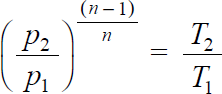 (p₂/p₁)^((n−1)/n) = T₂/T₁